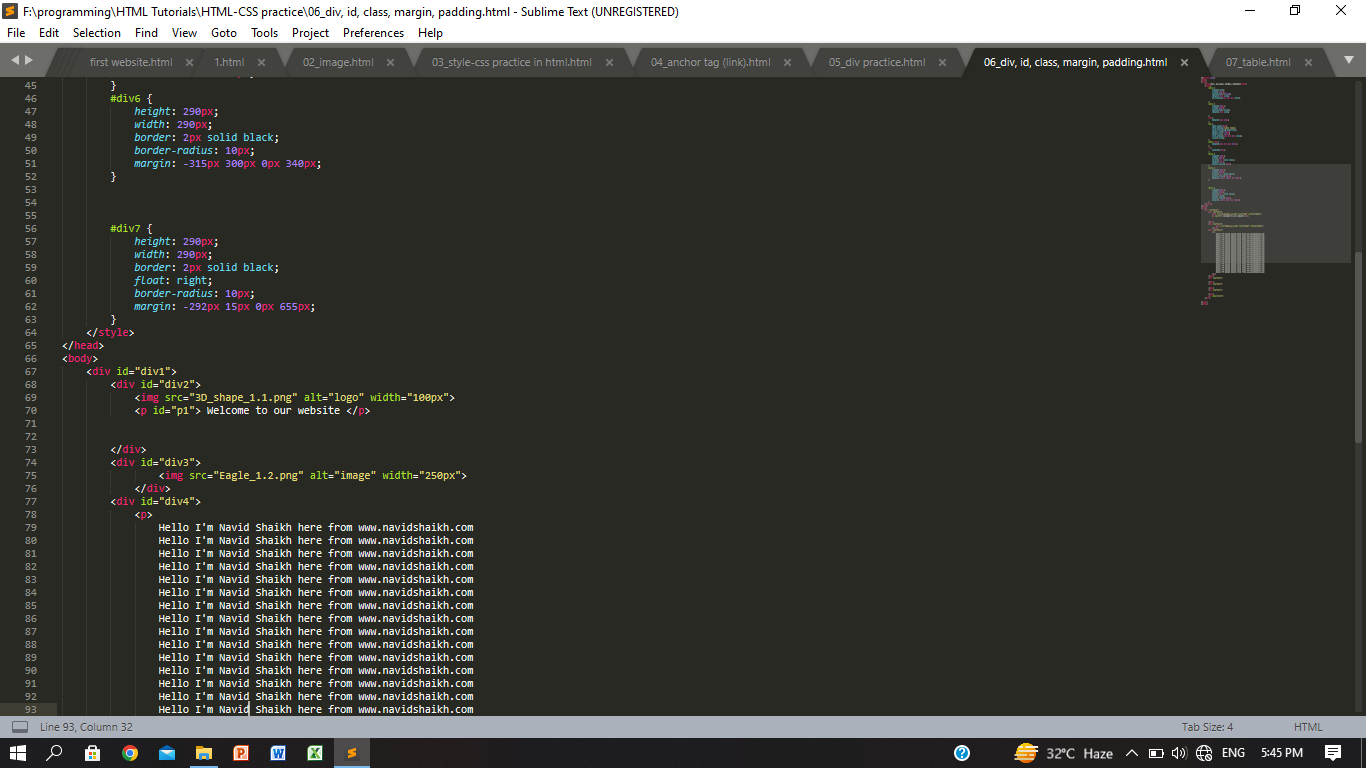 F:\programming\HTML Tutorials\HTML-CSS practice\06_div, id, class, margin, padding.html - Sublime Text (UNREGISTERED)
File Edit Selection Find View Goto Tools Project Preferences Help
first website.html 1.html 02_image.html 03_style-css practice in html.html 04_anchor tag (link).html 05_div practice.html 06_div, id, class, margin, padding.html 07_table.html
45 }
46 #div6 {
47 height: 290px;
48 width: 290px;
49 border: 2px solid black;
50 border-radius: 10px;
51 margin: -315px 300px 0px 340px;
52 }
53
54
55
56 #div7 {
57 height: 290px;
58 width: 290px;
59 border: 2px solid black;
60 float: right;
61 border-radius: 10px;
62 margin: -292px 15px 0px 655px;
63 }
64 </style>
65 </head>
66 <body>
67 <div id="div1">
68 <div id="div2">
69 <img src="3D_shape_1.1.png" alt="logo" width="100px">
70 <p id="p1"> Welcome to our website </p>
71
72
73 </div>
74 <div id="div3">
75 <img src="Eagle_1.2.png" alt="image" width="250px">
76 </div>
77 <div id="div4">
78 <p>
79 Hello I'm Navid Shaikh here from www.navidshaikh.com
80 Hello I'm Navid Shaikh here from www.navidshaikh.com
81 Hello I'm Navid Shaikh here from www.navidshaikh.com
82 Hello I'm Navid Shaikh here from www.navidshaikh.com
83 Hello I'm Navid Shaikh here from www.navidshaikh.com
84 Hello I'm Navid Shaikh here from www.navidshaikh.com
85 Hello I'm Navid Shaikh here from www.navidshaikh.com
86 Hello I'm Navid Shaikh here from www.navidshaikh.com
87 Hello I'm Navid Shaikh here from www.navidshaikh.com
88 Hello I'm Navid Shaikh here from www.navidshaikh.com
89 Hello I'm Navid Shaikh here from www.navidshaikh.com
90 Hello I'm Navid Shaikh here from www.navidshaikh.com
91 Hello I'm Navid Shaikh here from www.navidshaikh.com
92 Hello I'm Navid Shaikh here from www.navidshaikh.com
93 Hello I'm Navid Shaikh here from www.navidshaikh.com
Line 93, Column 32 Tab Size: 4 HTML
32°C Haze ENG 5:45 PM